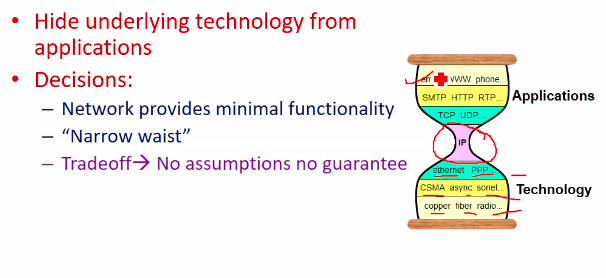 • Hide underlying technology from
applications
• Decisions:
– Network provides minimal functionality
– “Narrow waist”
– Tradeoff→ No assumptions no guarantee
WWW phone...
SMTP HTTP RTP...
TCP UDP...
IP
ethernet PPP...
CSMA async sonet...
copper fiber radio...
Applications
Technology